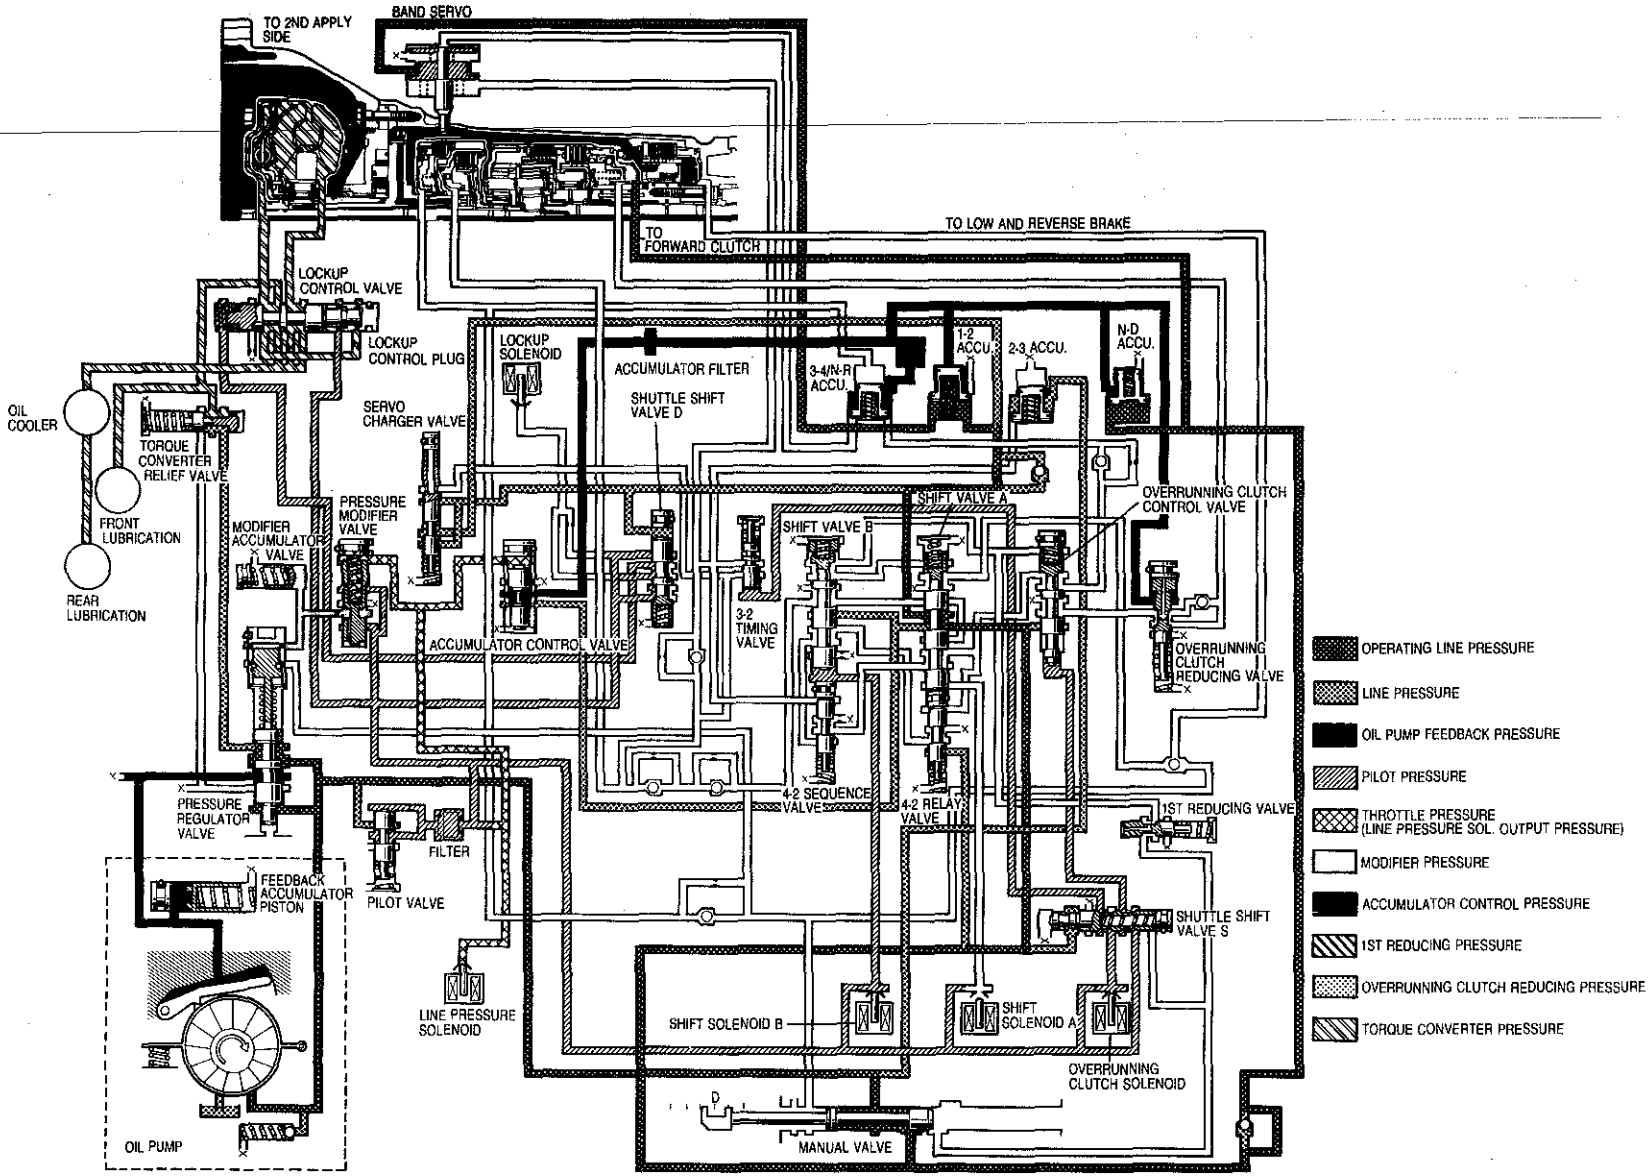 TO 2ND APPLY
SIDE
BAND SERVO
TO
FORWARD CLUTCH
TO LOW AND REVERSE BRAKE
LOCKUP
CONTROL VALVE
LOCKUP
CONTROL PLUG
LOCKUP
SOLENOID
ACCUMULATOR FILTER
3-4/N-R
ACCU.
1-2
ACCU.
2-3 ACCU.
N-D
ACCU.
OIL
COOLER
TORQUE
CONVERTER
RELIEF VALVE
SERVO
CHARGER VALVE
SHUTTLE SHIFT
VALVE D
FRONT
LUBRICATION
REAR
LUBRICATION
MODIFIER
ACCUMULATOR
VALVE
PRESSURE
MODIFIER
VALVE
ACCUMULATOR CONTROL VALVE
3-2
TIMING
VALVE
SHIFT VALVE B
SHIFT VALVE A
OVERRUNNING CLUTCH
CONTROL VALVE
OVERRUNNING
CLUTCH
REDUCING VALVE
PRESSURE
REGULATOR
VALVE
PILOT VALVE
FILTER
4-2 SEQUENCE
VALVE
4-2 RELAY
VALVE
1ST REDUCING VALVE
FEEDBACK
ACCUMULATOR
PISTON
OIL PUMP
LINE PRESSURE
SOLENOID
SHIFT SOLENOID B
SHIFT
SOLENOID A
OVERRUNNING
CLUTCH SOLENOID
SHUTTLE SHIFT
VALVE S
D
MANUAL VALVE
OPERATING LINE PRESSURE
LINE PRESSURE
OIL PUMP FEEDBACK PRESSURE
PILOT PRESSURE
THROTTLE PRESSURE
(LINE PRESSURE SOL. OUTPUT PRESSURE)
MODIFIER PRESSURE
ACCUMULATOR CONTROL PRESSURE
1ST REDUCING PRESSURE
OVERRUNNING CLUTCH REDUCING PRESSURE
TORQUE CONVERTER PRESSURE